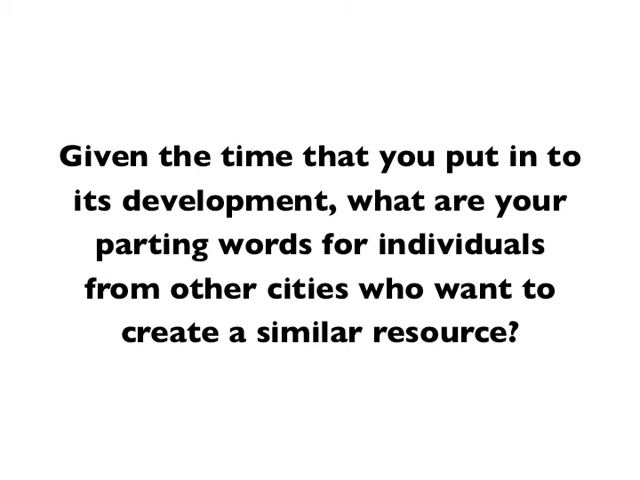 Given the time that you put in to
its development, what are your
parting words for individuals
from other cities who want to
create a similar resource?